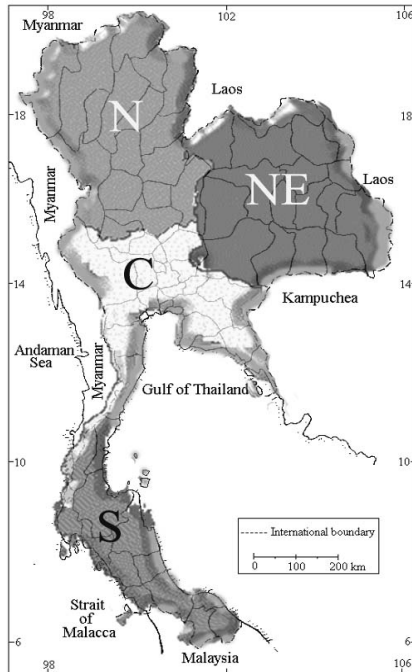 98
102
106
Myanmar
Laos
18
N
Laos
Myanmar
NE
C
14
14
Kampuchea
Andaman
Sea
Myanmar
Gulf of Thailand
10
10
S
International boundary
0
100
200
km
Strait
of
Malacca
6
6
Malaysia
98
106